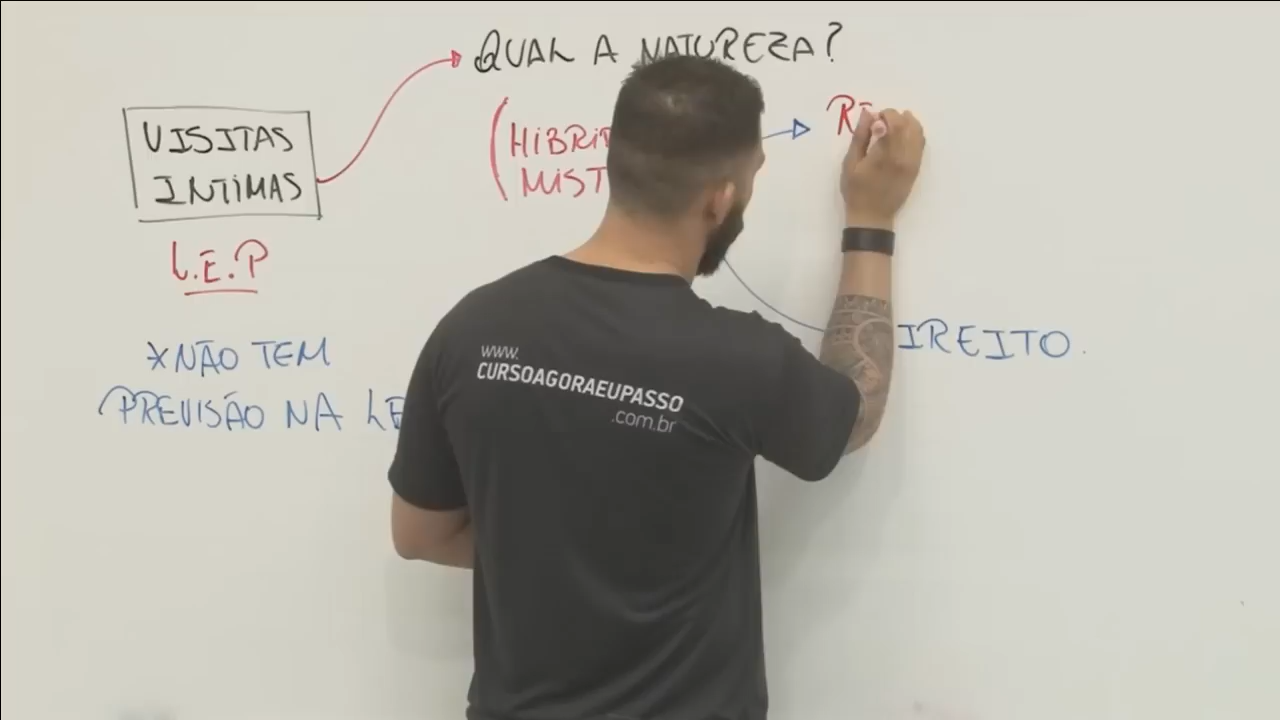 QUAL A NATUREZA?
VISITAS
INTIMAS
L.E.P
*NÃO TEM
PREVISÃO NA LE
HIBRI
MIST
IREITO.
www.
CURSOAGORAEUPASSO
.com.br